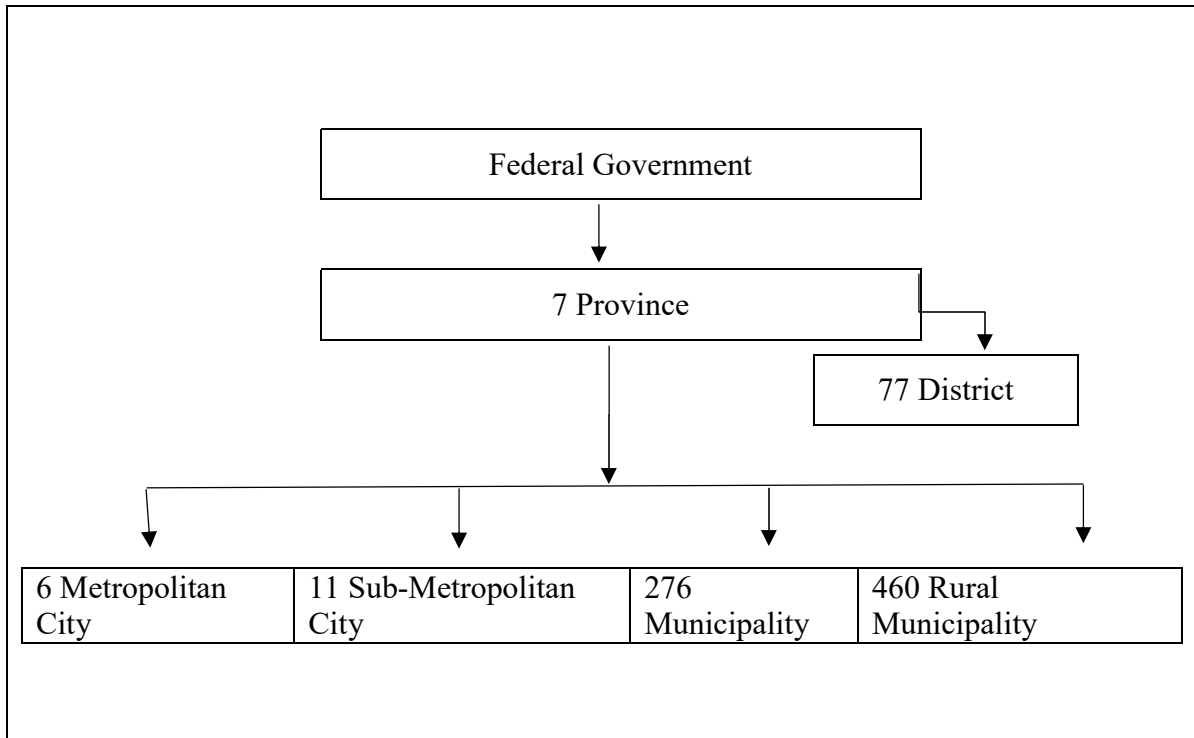 Federal Government
7 Province
77 District
6 Metropolitan
City
11 Sub-Metropolitan
City
276
Municipality
460 Rural
Municipality